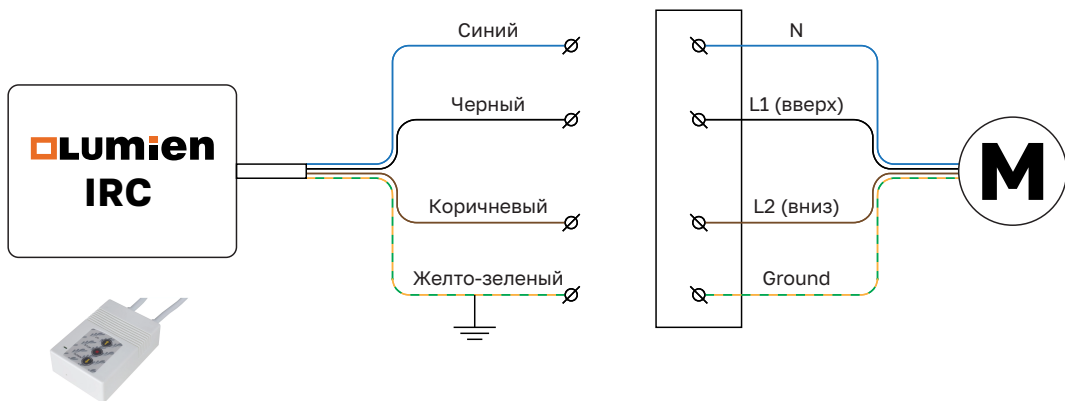 Синий
N
Черный
L1 (вверх)
Lumien
IRC
M
Коричневый
L2 (вниз)
Желто-зеленый
Ground